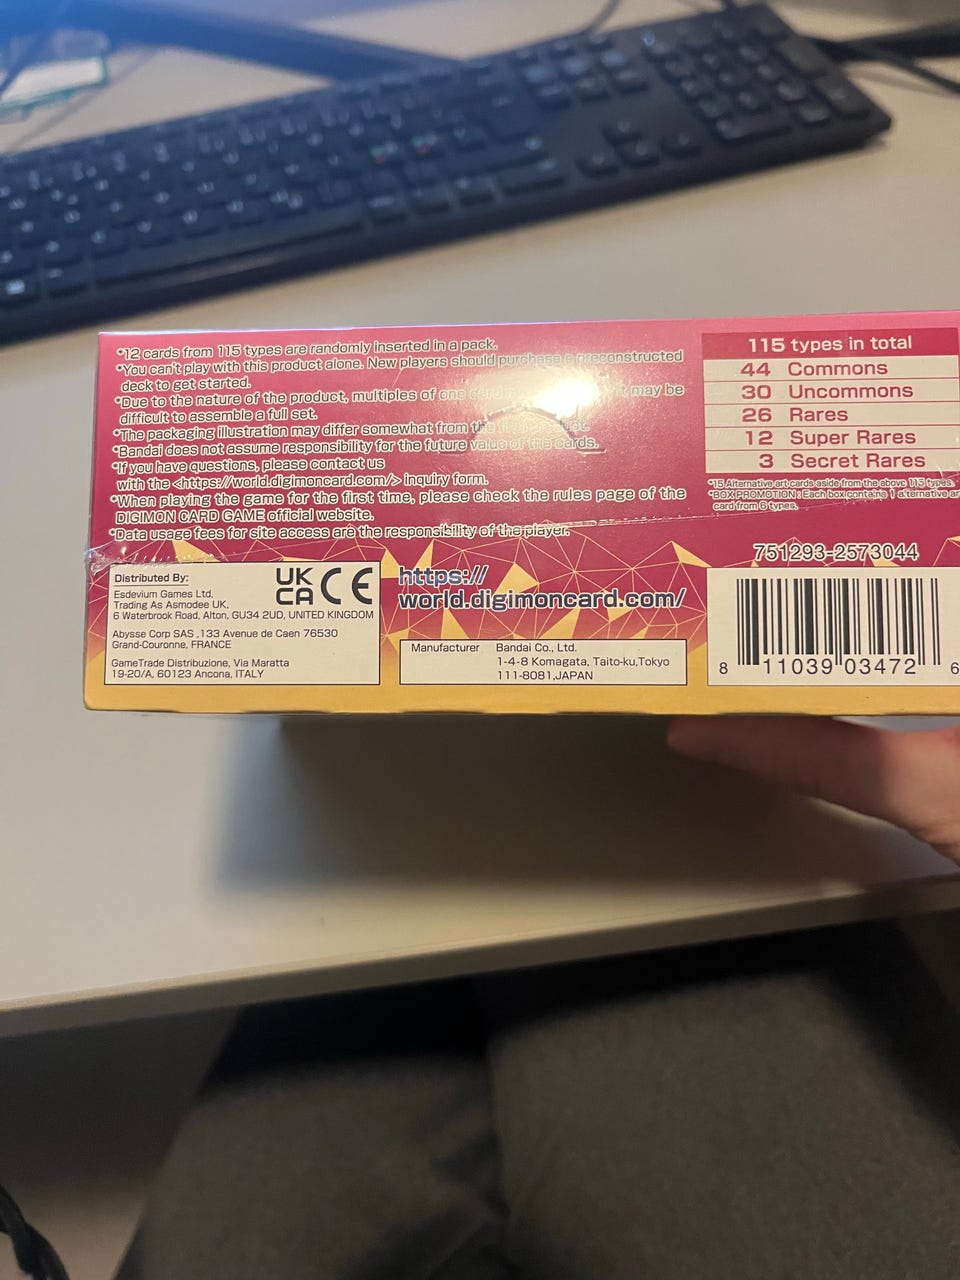 *12 cards from 115 types are randomly inserted in a pack.
*You can't play with this product alone. New players should purchase a preconstructed
deck to get started.
*Due to the nature of the product, multiples of one it may be
difficult to assemble a full set.
*The packaging illustration may differ somewhat from the
*Bandai does not assume responsibility for the future value of the cards.
*If you have questions, please contact us
with the <https://world.digimoncard.com/> inquiry form.
*When playing the game for the first time, please check the rules page of the
DIGIMON CARD GAME official website.
*Data usage fees for site access are the responsibility of the player.
115 types in total
44 Commons
30 Uncommons
26 Rares
12 Super Rares
3 Secret Rares
*15 Alternative art cards aside from the above 115 types.
*BOX PROMOTION : Each box contains 1 alternative art
card from 6 types.
751293-2573044
8 11039 03472 6
Distributed By:
Esdevium Games Ltd,
Trading As Asmodee UK,
6 Waterbrook Road, Alton, GU34 2UD, UNITED KINGDOM
Abysse Corp SAS ,133 Avenue de Caen 76530
Grand-Couronne, FRANCE
GameTrade Distribuzione, Via Maratta
19-20/A, 60123 Ancona, ITALY
UK
CA
CE
https://
world.digimoncard.com/
Manufacturer Bandai Co., Ltd.
1-4-8 Komagata, Taito-ku,Tokyo
111-8081,JAPAN